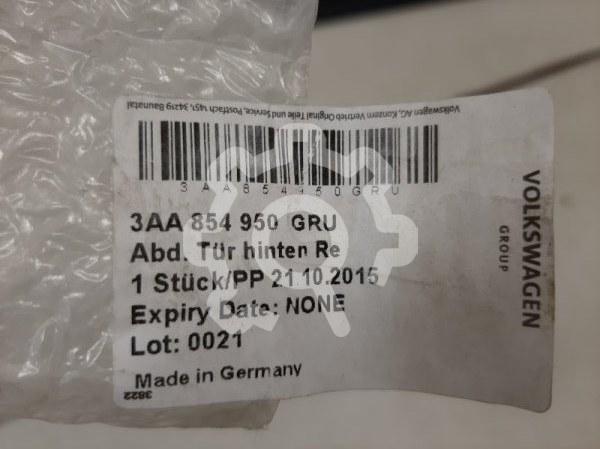 Volkswagen AG, Konzern Vertrieb Original Teile und Service, Postfach 1451, 34219 Baunatal
3AA854950GRU
3AA 854 950 GRU
Abd. Tür hinten Re
1 Stück/PP 21.10.2015
Expiry Date: NONE
Lot: 0021
Made in Germany
3822
VOLKSWAGEN
GROUP